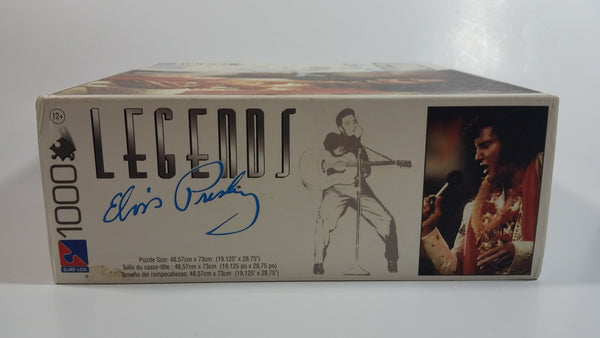 12+
LEGENDS
1000
Elvis Presley
SURE-LOX
Puzzle Size: 48,57cm x 73cm (19.125" x 28.75")
Taille du casse-tête : 48,57cm x 73cm (19.125 po x 28,75 po)
Tamaño del rompecabezas: 48,57cm x 73cm (19.125" x 28,75")